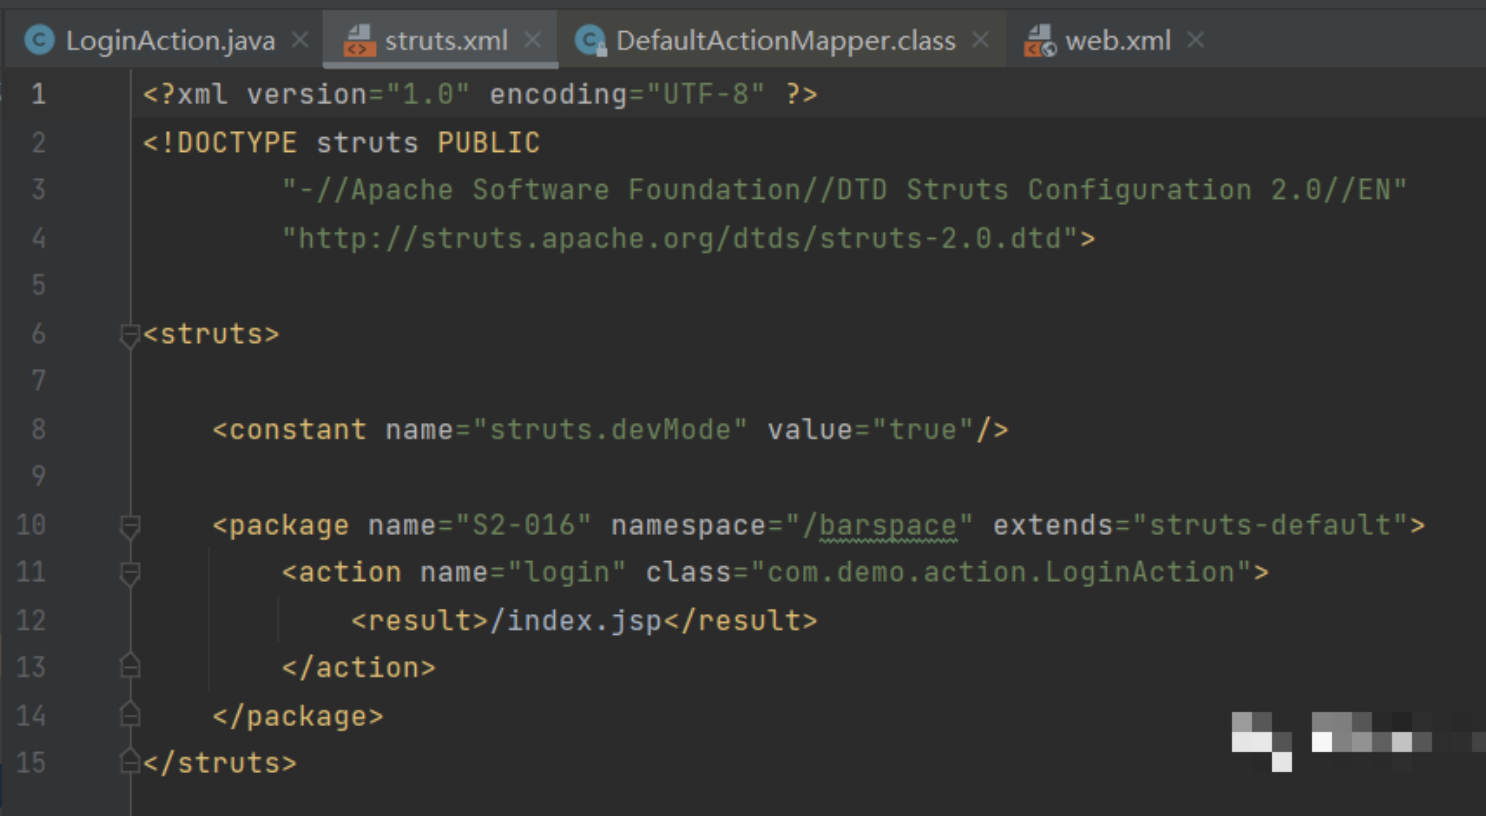 LoginAction.java struts.xml DefaultActionMapper.class web.xml
1 <?xml version="1.0" encoding="UTF-8" ?>
2 <!DOCTYPE struts PUBLIC
3 "-//Apache Software Foundation//DTD Struts Configuration 2.0//EN"
4 "http://struts.apache.org/dtds/struts-2.0.dtd">
5
6 <struts>
7
8 <constant name="struts.devMode" value="true"/>
9
10 <package name="S2-016" namespace="/barspace" extends="struts-default">
11 <action name="login" class="com.demo.action.LoginAction">
12 <result>/index.jsp</result>
13 </action>
14 </package>
15 </struts>